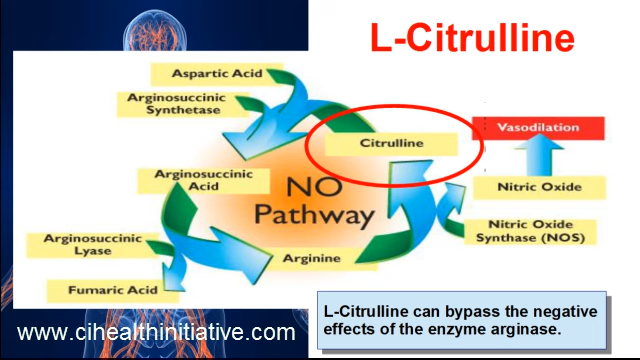 L-Citrulline
Aspartic Acid
Arginosuccinic
Synthetase
Citrulline
Vasodilation
Arginosuccinic
Acid
NO
Pathway
Nitric Oxide
Arginosuccinic
Lyase
Arginine
Nitric Oxide
Synthase (NOS)
Fumaric Acid
L-Citrulline can bypass the negative
effects of the enzyme arginase.
www.cihealthinitiative.com